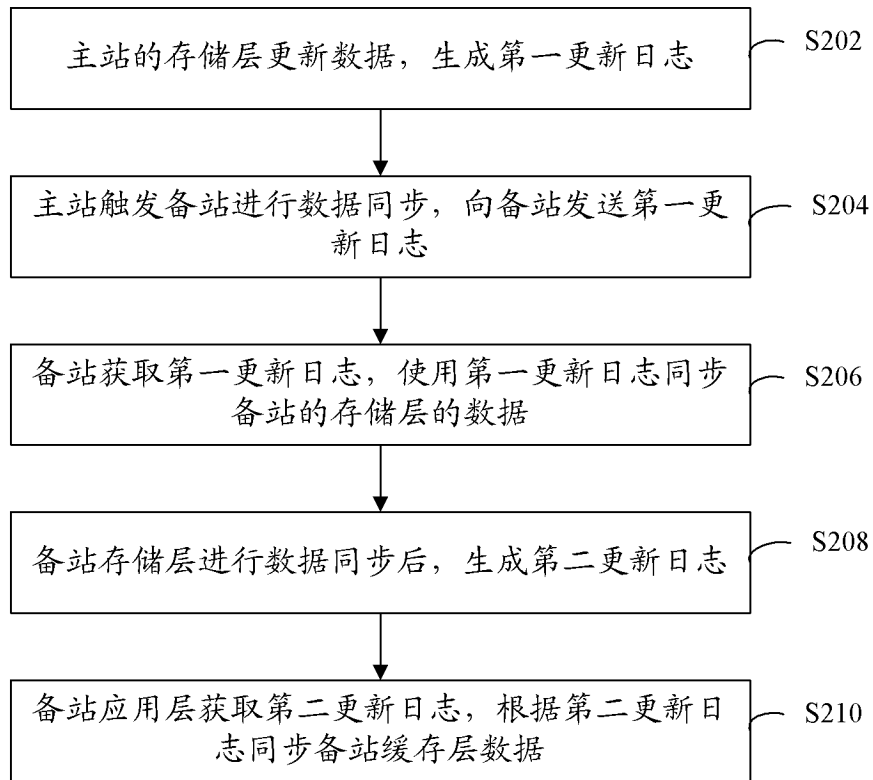 主站的存储层更新数据，生成第一更新日志
S202
主站触发备站进行数据同步，向备站发送第一更
新日志
S204
备站获取第一更新日志，使用第一更新日志同步
备站的存储层的数据
S206
备站存储层进行数据同步后，生成第二更新日志
S208
备站应用层获取第二更新日志，根据第二更新日
志同步备站缓存层数据
S210